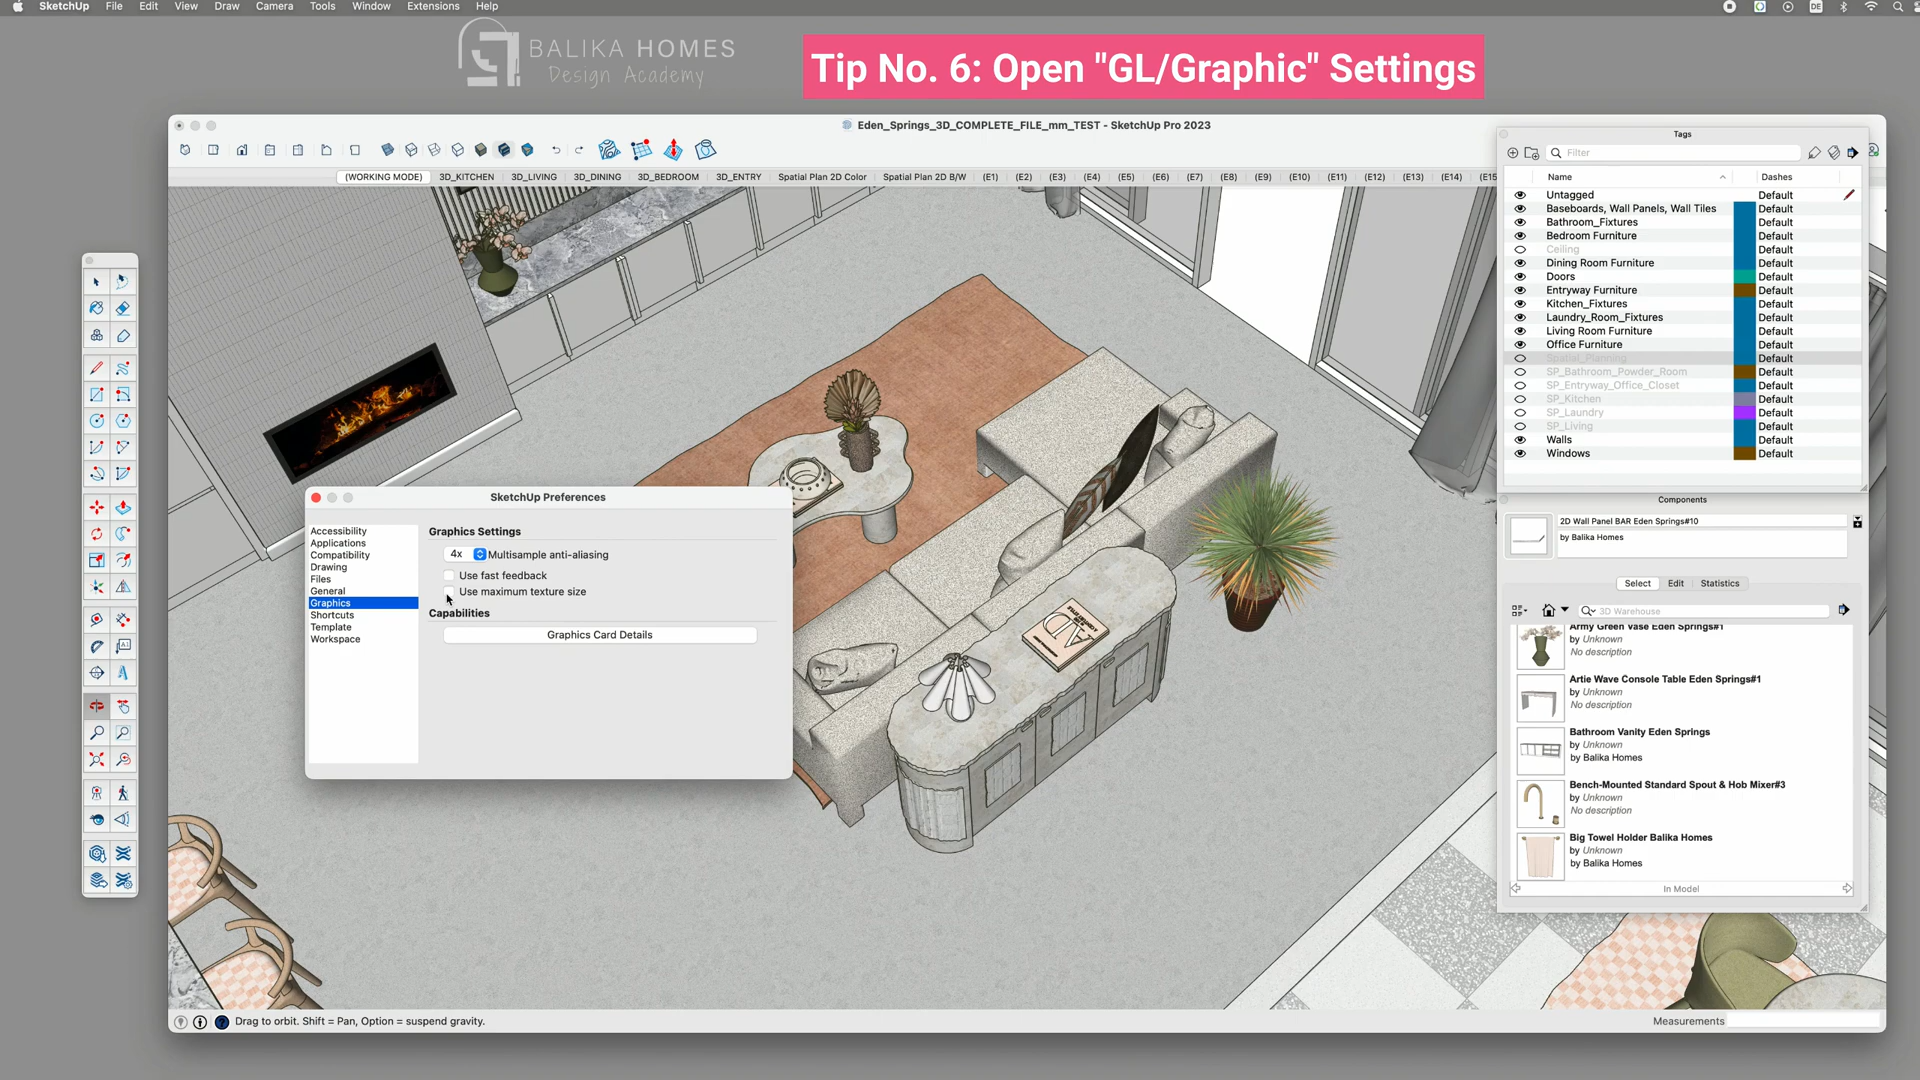 SketchUp File Edit View Draw Camera Tools Window Extensions Help
DE
BALIKA HOMES
Design Academy
Tip No. 6: Open "GL/Graphic" Settings
Eden_Springs_3D_COMPLETE_FILE_mm_TEST - SketchUp Pro 2023
(WORKING MODE) 3D_KITCHEN 3D_LIVING 3D_DINING 3D_BEDROOM 3D_ENTRY Spatial Plan 2D Color Spatial Plan 2D B/W (E1) (E2) (E3) (E4) (E5) (E6) (E7) (E8) (E9) (E10) (E11) (E12) (E13) (E14) (E15
Tags
Filter
Name Dashes
Untagged Default
Baseboards, Wall Panels, Wall Tiles Default
Bathroom_Fixtures Default
Bedroom Furniture Default
Ceiling Default
Dining Room Furniture Default
Doors Default
Entryway Furniture Default
Kitchen_Fixtures Default
Laundry_Room_Fixtures Default
Living Room Furniture Default
Office Furniture Default
Spatial_Planning Default
SP_Bathroom_Powder_Room Default
SP_Entryway_Office_Closet Default
SP_Kitchen Default
SP_Laundry Default
SP_Living Default
Walls Default
Windows Default
SketchUp Preferences
Accessibility
Applications
Compatibility
Drawing
Files
General
Graphics
Shortcuts
Template
Workspace
Graphics Settings
4x Multisample anti-aliasing
Use fast feedback
Use maximum texture size
Capabilities
Graphics Card Details
AD
Components
2D Wall Panel BAR Eden Springs#10
by Balika Homes
Select Edit Statistics
3D Warehouse
Army Green Vase Eden Springs#1
by Unknown
No description
Artie Wave Console Table Eden Springs#1
by Unknown
No description
Bathroom Vanity Eden Springs
by Unknown
by Balika Homes
Bench-Mounted Standard Spout & Hob Mixer#3
by Unknown
No description
Big Towel Holder Balika Homes
by Unknown
by Balika Homes
In Model
Drag to orbit. Shift = Pan, Option = suspend gravity.
Measurements